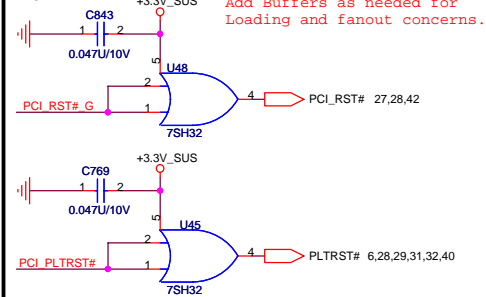 +3.3V_SUS
Add Buffers as needed for
Loading and fanout concerns.
C843
1 2
0.047U/10V
5
U48
2
4 PCI_RST# 27,28,42
PCI_RST#_G 1
7SH32
+3.3V_SUS
C769
1 2
0.047U/10V
5
U45
2
4 PLTRST# 6,28,29,31,32,40
PCI_PLTRST# 1
7SH32